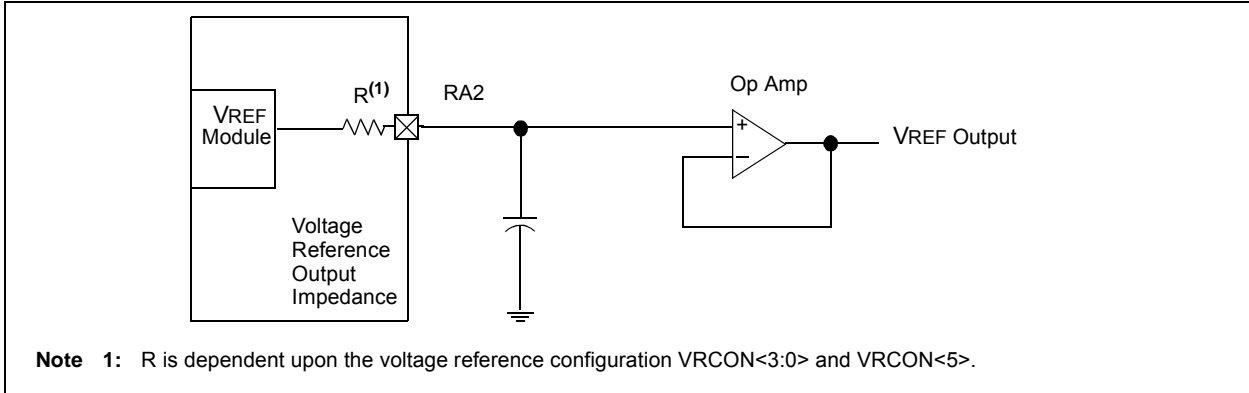 R(1)
RA2
Op Amp
VREF
Module
+
−
VREF Output
Voltage
Reference
Output
Impedance
Note 1: R is dependent upon the voltage reference configuration VRCON<3:0> and VRCON<5>.